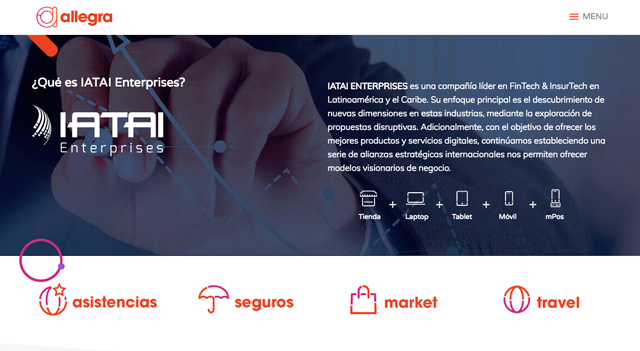 allegra
MENU
¿Qué es IATAI Enterprises?
IATAI
Enterprises
IATAI ENTERPRISES es una compañía líder en FinTech & InsurTech en
Latinoamérica y el Caribe. Su enfoque principal es el descubrimiento de
nuevas dimensiones en estas industrias, mediante la exploración de
propuestas disruptivas. Adicionalmente, con el objetivo de ofrecer los
mejores productos y servicios digitales, continúamos estableciendo una
serie de alianzas estratégicas internacionales nos permiten ofrecer
modelos visionarios de negocio.
Tienda + Laptop + Tablet + Móvil + mPos
asistencias
seguros
market
travel